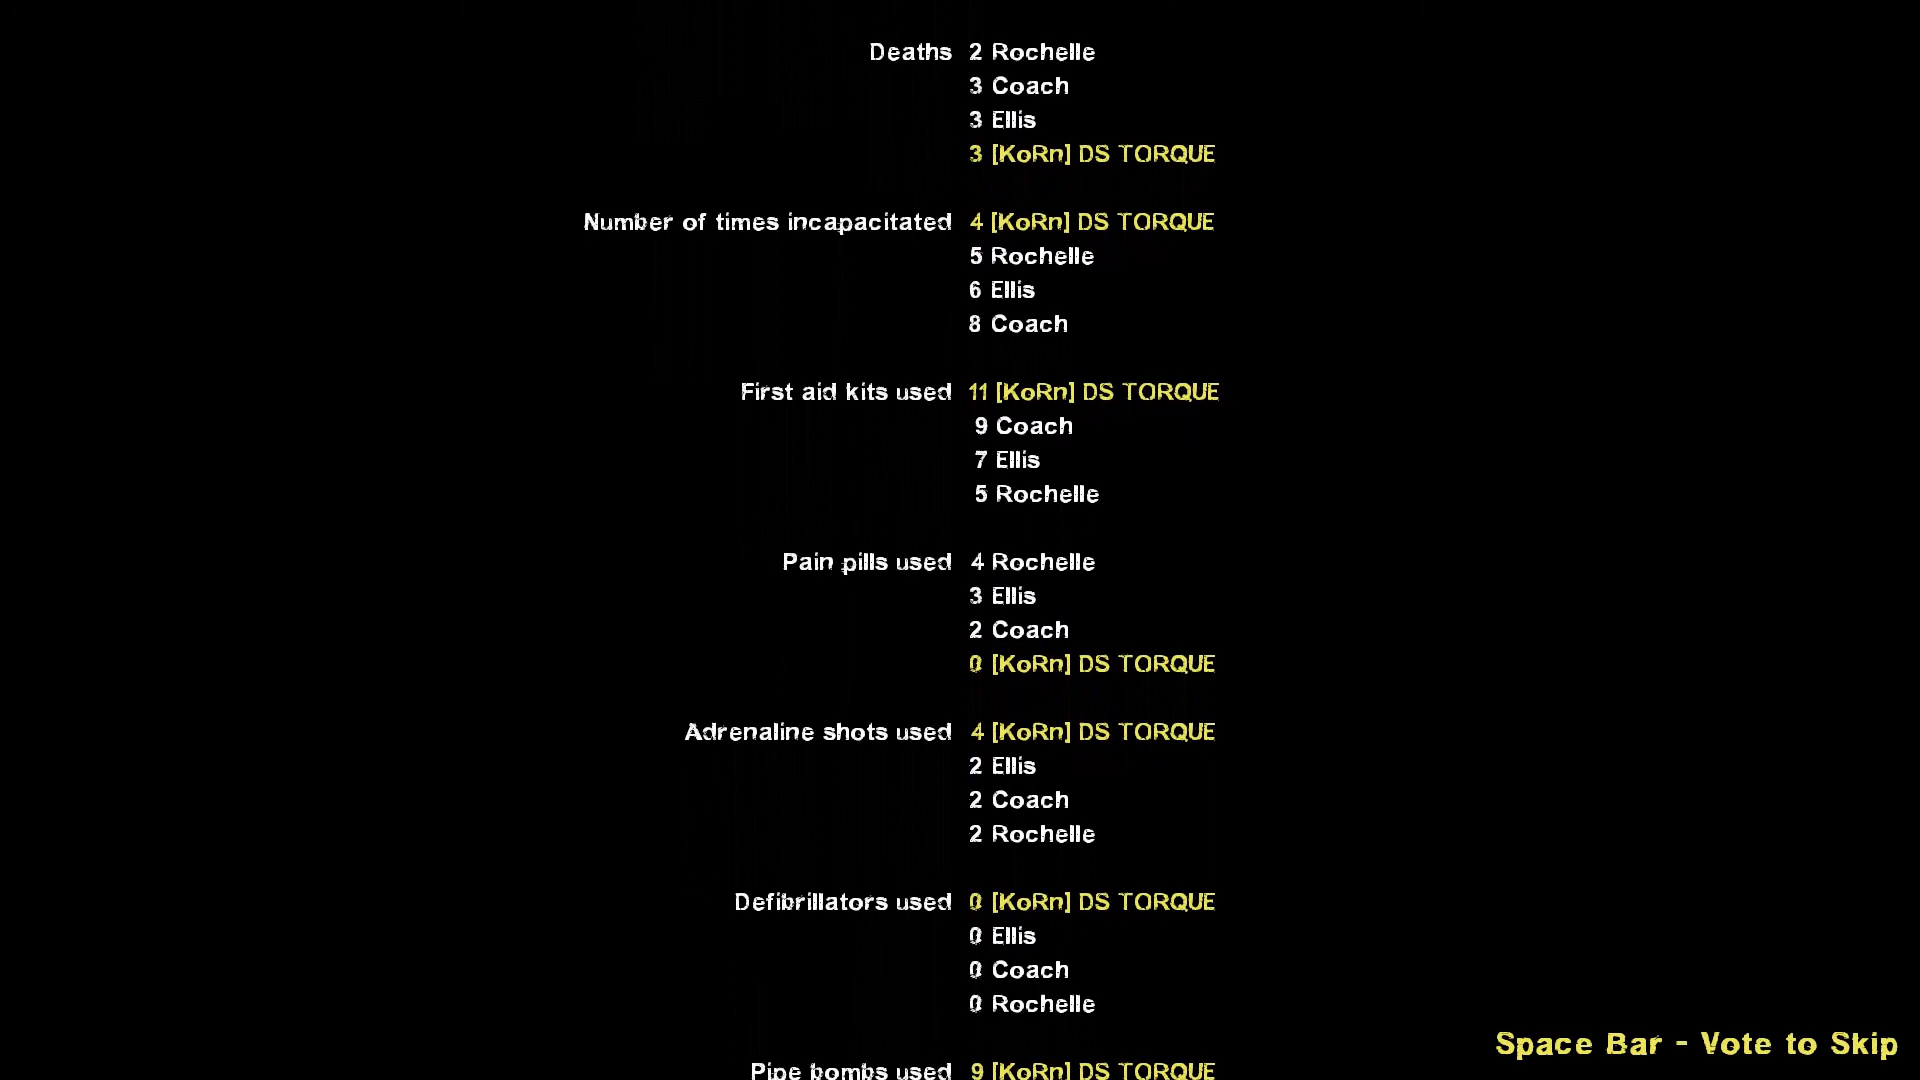 Deaths 2 Rochelle
3 Coach
3 Ellis
3 [KoRn] DS TORQUE
Number of times incapacitated 4 [KoRn] DS TORQUE
5 Rochelle
6 Ellis
8 Coach
First aid kits used 11 [KoRn] DS TORQUE
9 Coach
7 Ellis
5 Rochelle
Pain pills used 4 Rochelle
3 Ellis
2 Coach
0 [KoRn] DS TORQUE
Adrenaline shots used 4 [KoRn] DS TORQUE
2 Ellis
2 Coach
2 Rochelle
Defibrillators used 0 [KoRn] DS TORQUE
0 Ellis
0 Coach
0 Rochelle
Space Bar - Vote to Skip
Pipe bombs used 9 [KoRn] DS TORQUE